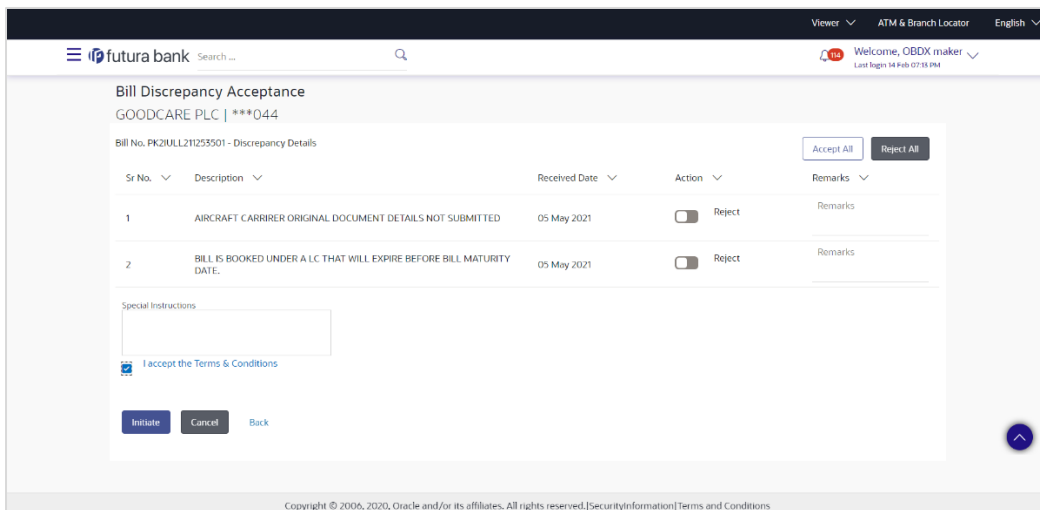 Viewer ATM & Branch Locator English
futura bank Search ... 114 Welcome, OBDX maker
Last login 14 Feb 07:13 PM
Bill Discrepancy Acceptance
GOODCARE PLC | ***044
Bill No. PK2IULL211253501 - Discrepancy Details
Accept All Reject All
Sr No. Description Received Date Action Remarks
1 AIRCRAFT CARRIRER ORIGINAL DOCUMENT DETAILS NOT SUBMITTED 05 May 2021 Reject Remarks
2 BILL IS BOOKED UNDER A LC THAT WILL EXPIRE BEFORE BILL MATURITY DATE. 05 May 2021 Reject Remarks
Special Instructions
I accept the Terms & Conditions
Initiate Cancel Back
Copyright © 2006, 2020, Oracle and/or its affiliates. All rights reserved.|SecurityInformation|Terms and Conditions